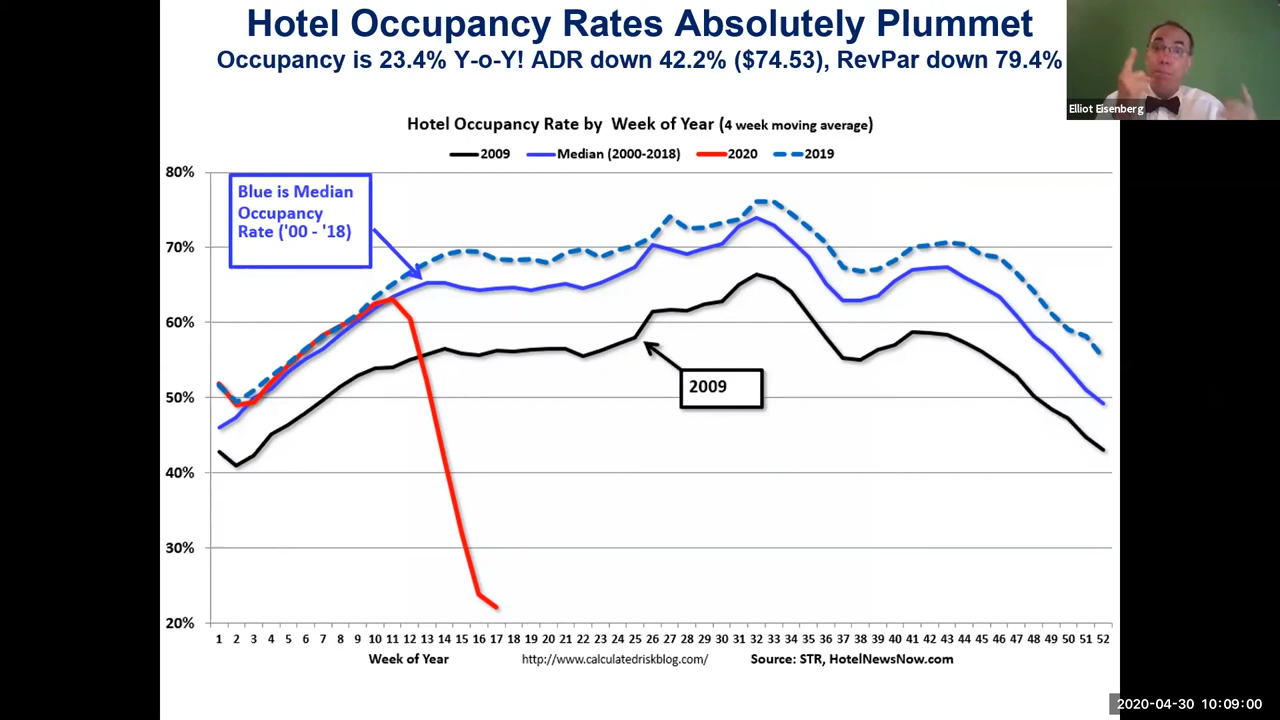 Hotel Occupancy Rates Absolutely Plummet
Occupancy is 23.4% Y-o-Y! ADR down 42.2% ($74.53), RevPar down 79.4%
Elliot Eisenberg
Hotel Occupancy Rate by Week of Year (4 week moving average)
2009 Median (2000-2018) 2020 2019
80%
Blue is Median
Occupancy
Rate ('00 - '18)
70%
60%
2009
50%
40%
30%
20%
1 2 3 4 5 6 7 8 9 10 11 12 13 14 15 16 17 18 19 20 21 22 23 24 25 26 27 28 29 30 31 32 33 34 35 36 37 38 39 40 41 42 43 44 45 46 47 48 49 50 51 52
Week of Year http://www.calculatedriskblog.com/ Source: STR, HotelNewsNow.com
2020-04-30 10:09:00